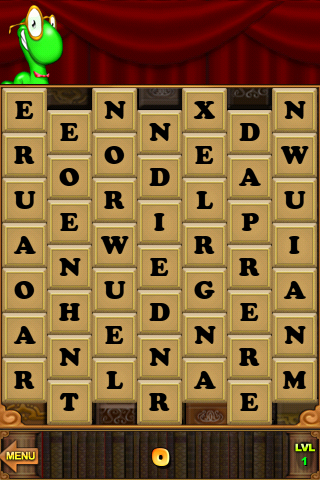 E N X N
E N D
R O E W
O D A
U R L U
E I P
A W R I
N E R
O U G A
H D E
A E N N
N N R
R L A M
T R E
MENU 0 LVL
1